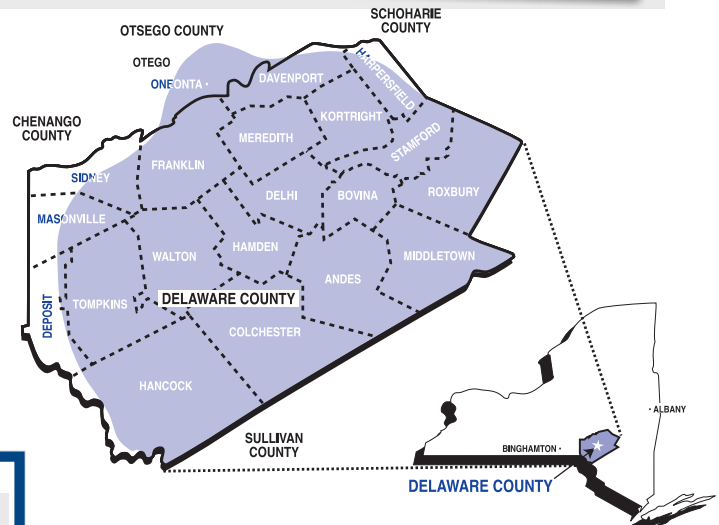 SCHOHARIE
COUNTY
OTSEGO COUNTY
OTEGO
ONEONTA
DAVENPORT
HARPERSFIELD
KORTRIGHT
CHENANGO
COUNTY
MEREDITH
STAMFORD
FRANKLIN
SIDNEY
DELHI
BOVINA
ROXBURY
MASONVILLE
HAMDEN
WALTON
MIDDLETOWN
ANDES
DEPOSIT
TOMPKINS
DELAWARE COUNTY
COLCHESTER
HANCOCK
SULLIVAN
COUNTY
ALBANY
BINGHAMTON
DELAWARE COUNTY